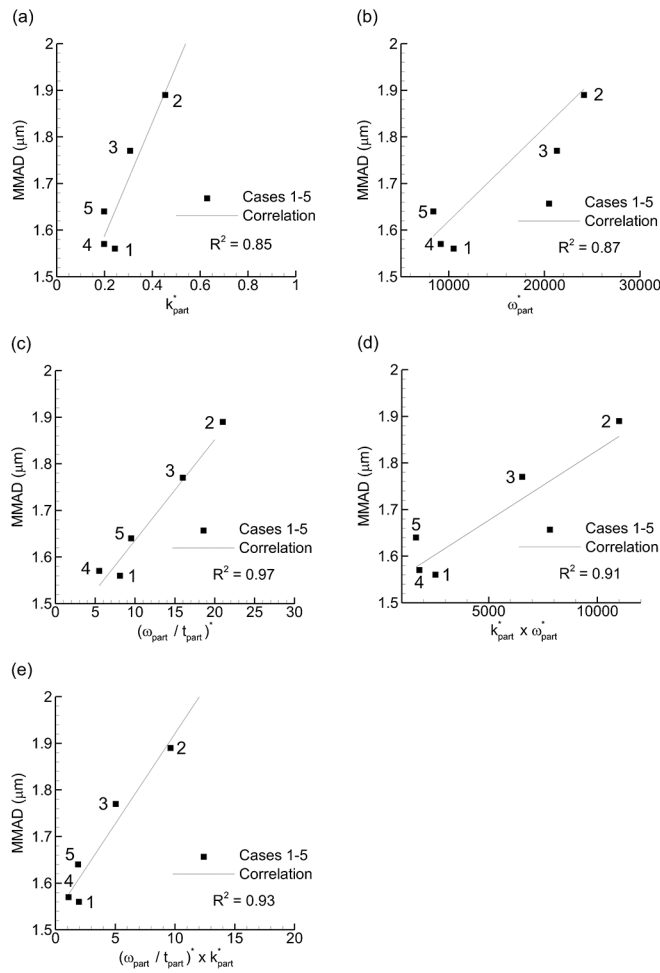 (a)
2
1.9
1.8
1.7
1.6
1.5
MMAD (μm)
2
3
5
4
1
Cases 1-5
Correlation
R² = 0.85
0 0.2 0.4 0.6 0.8 1
k*part
(b)
2
1.9
1.8
1.7
1.6
1.5
MMAD (μm)
2
3
5
4
1
Cases 1-5
Correlation
R² = 0.87
10000 20000 30000
ω*part
(c)
2
1.9
1.8
1.7
1.6
1.5
MMAD (μm)
2
3
5
4
1
Cases 1-5
Correlation
R² = 0.97
0 5 10 15 20 25 30
(ωpart / tpart)*
(d)
2
1.9
1.8
1.7
1.6
1.5
MMAD (μm)
2
3
5
4
1
Cases 1-5
Correlation
R² = 0.91
5000 10000
k*part x ω*part
(e)
2
1.9
1.8
1.7
1.6
1.5
MMAD (μm)
2
3
5
4
1
Cases 1-5
Correlation
R² = 0.93
0 5 10 15 20
(ωpart / tpart)* x k*part